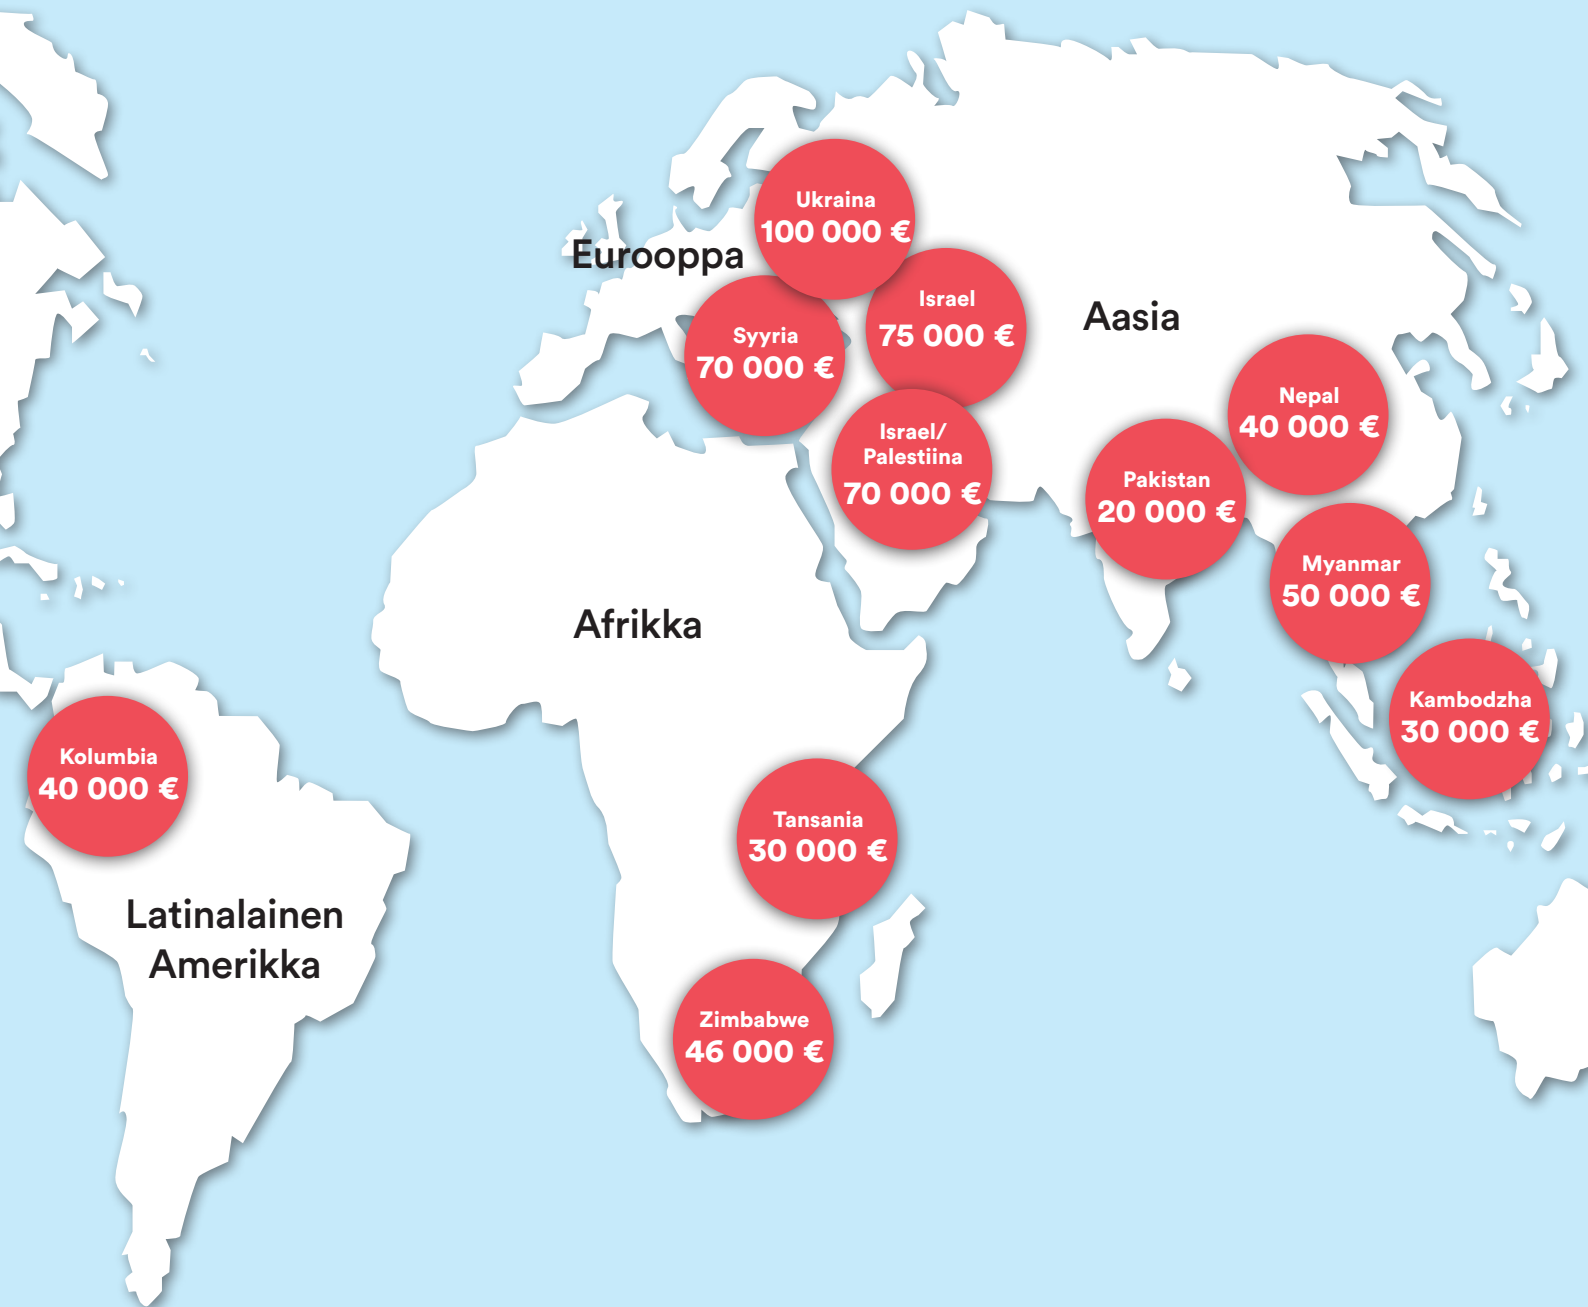 Ukraina
100 000 €
Eurooppa
Israel
75 000 €
Aasia
Syyria
70 000 €
Nepal
40 000 €
Israel/
Palestiina
70 000 €
Pakistan
20 000 €
Myanmar
50 000 €
Afrikka
Kambodzha
30 000 €
Kolumbia
40 000 €
Tansania
30 000 €
Latinalainen
Amerikka
Zimbabwe
46 000 €